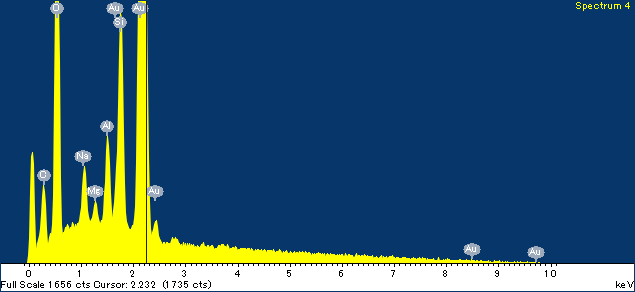 Spectrum 4
O Au Au
Si
Al
Na
C
Mg Au
Au Au
0 1 2 3 4 5 6 7 8 9 10
Full Scale 1656 cts Cursor: 2.232 (1735 cts) keV